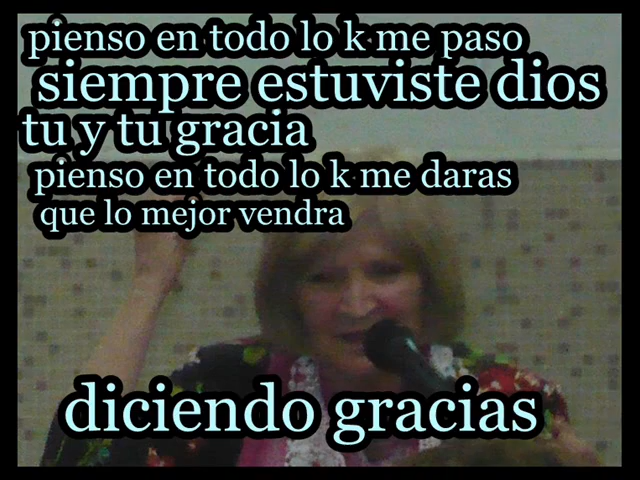 pienso en todo lo k me paso
siempre estuviste dios
tu y tu gracia
pienso en todo lo k me daras
que lo mejor vendra
diciendo gracias